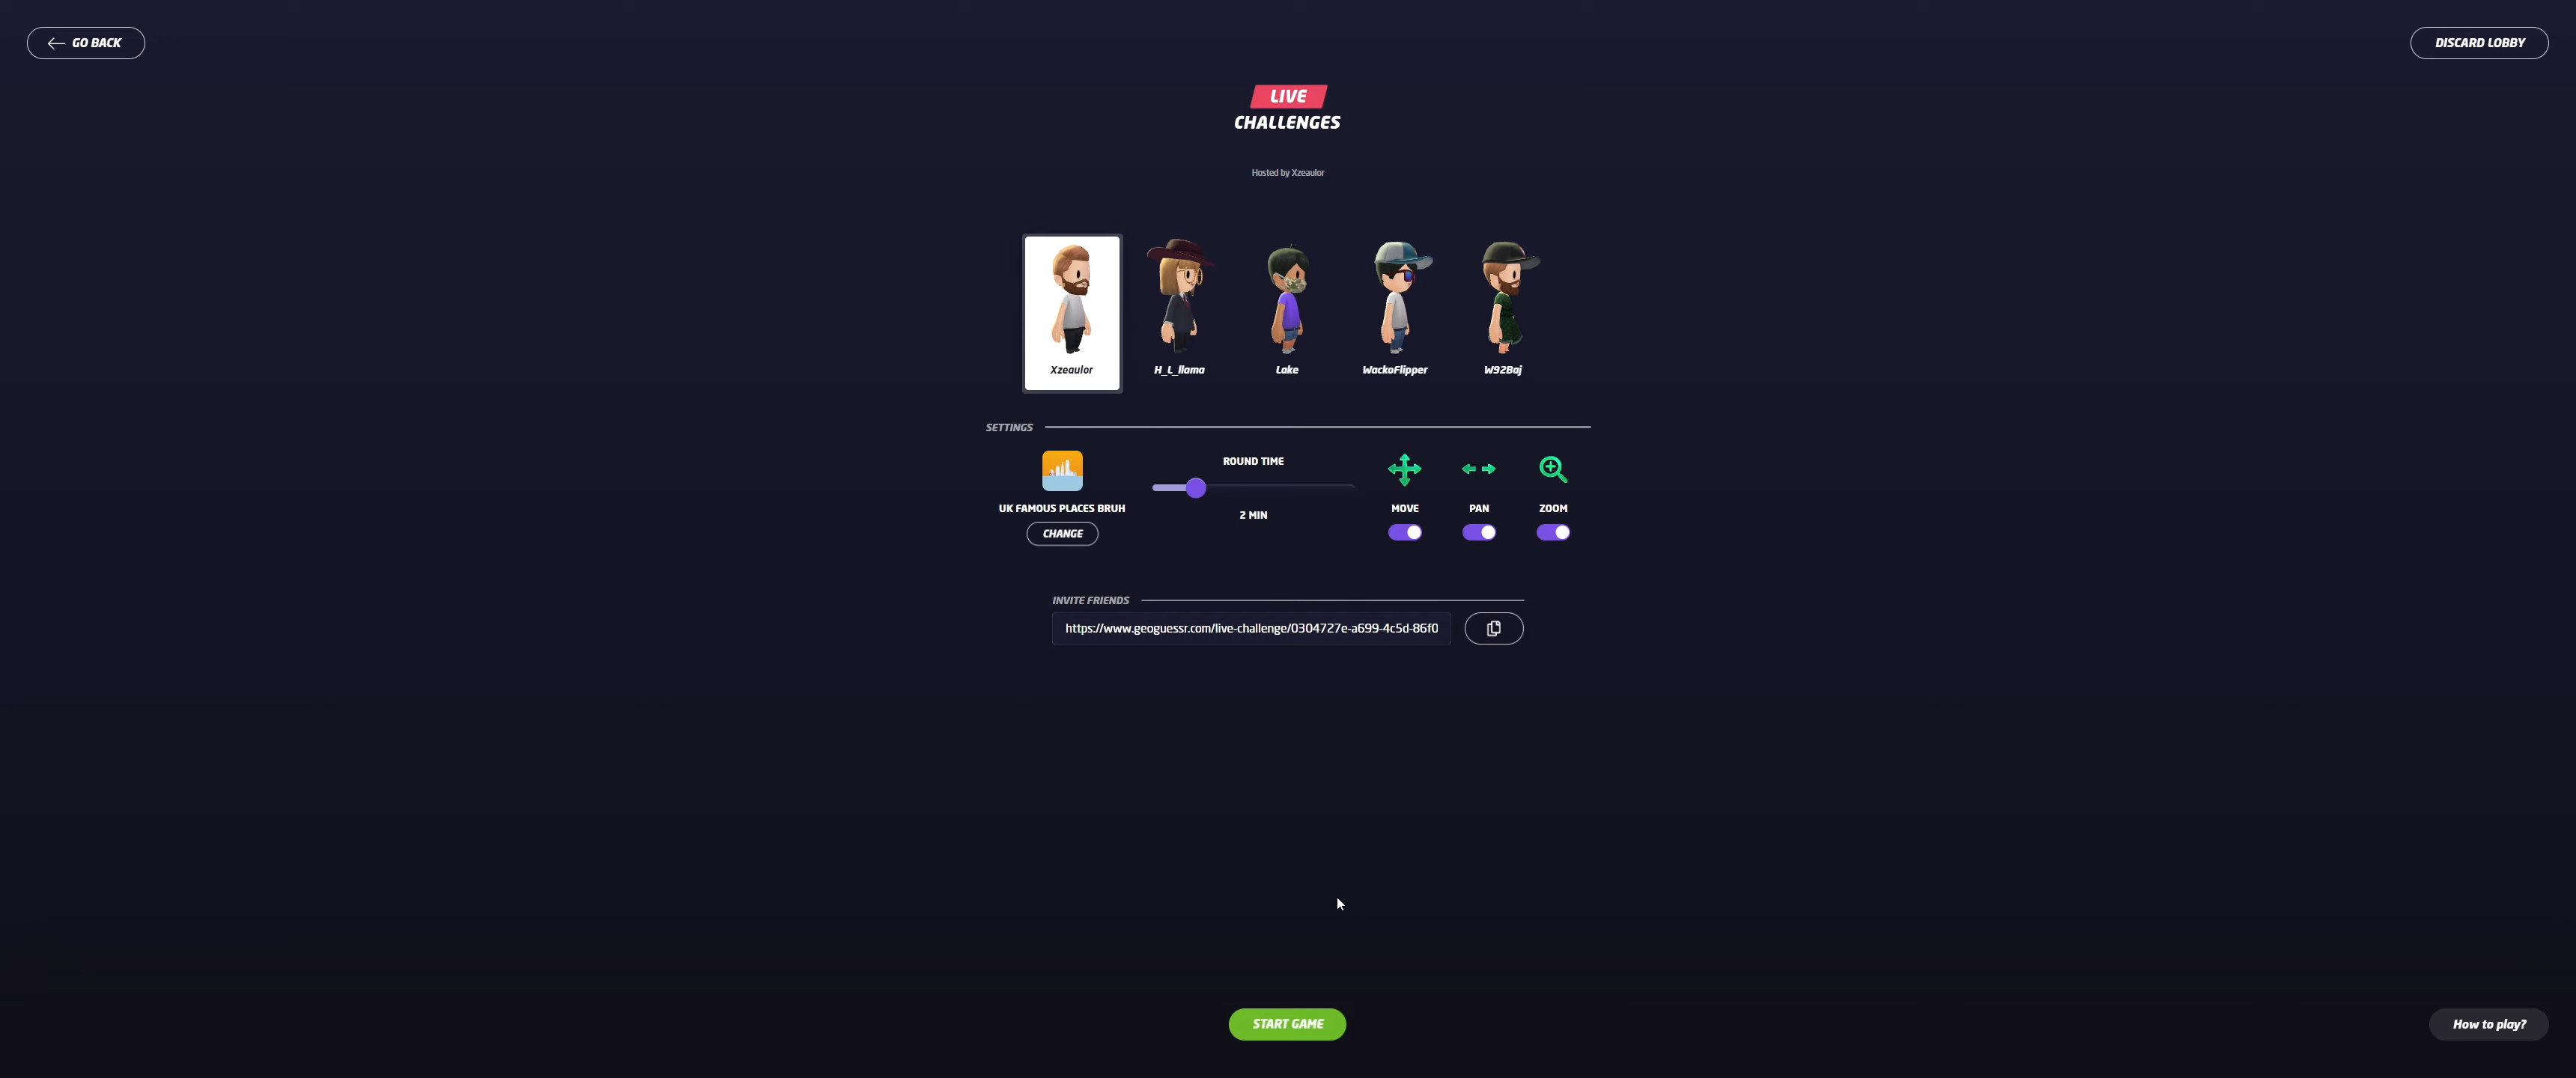 GO BACK
DISCARD LOBBY
LIVE
CHALLENGES
Hosted by Xzeaulor
Xzeaulor
H_L_llama
Lake
WackoFlipper
W92Baj
SETTINGS
ROUND TIME
UK FAMOUS PLACES BRUH
2 MIN
MOVE
PAN
ZOOM
CHANGE
INVITE FRIENDS
https://www.geoguessr.com/live-challenge/0304727e-a699-4c5d-86f0
START GAME
How to play?